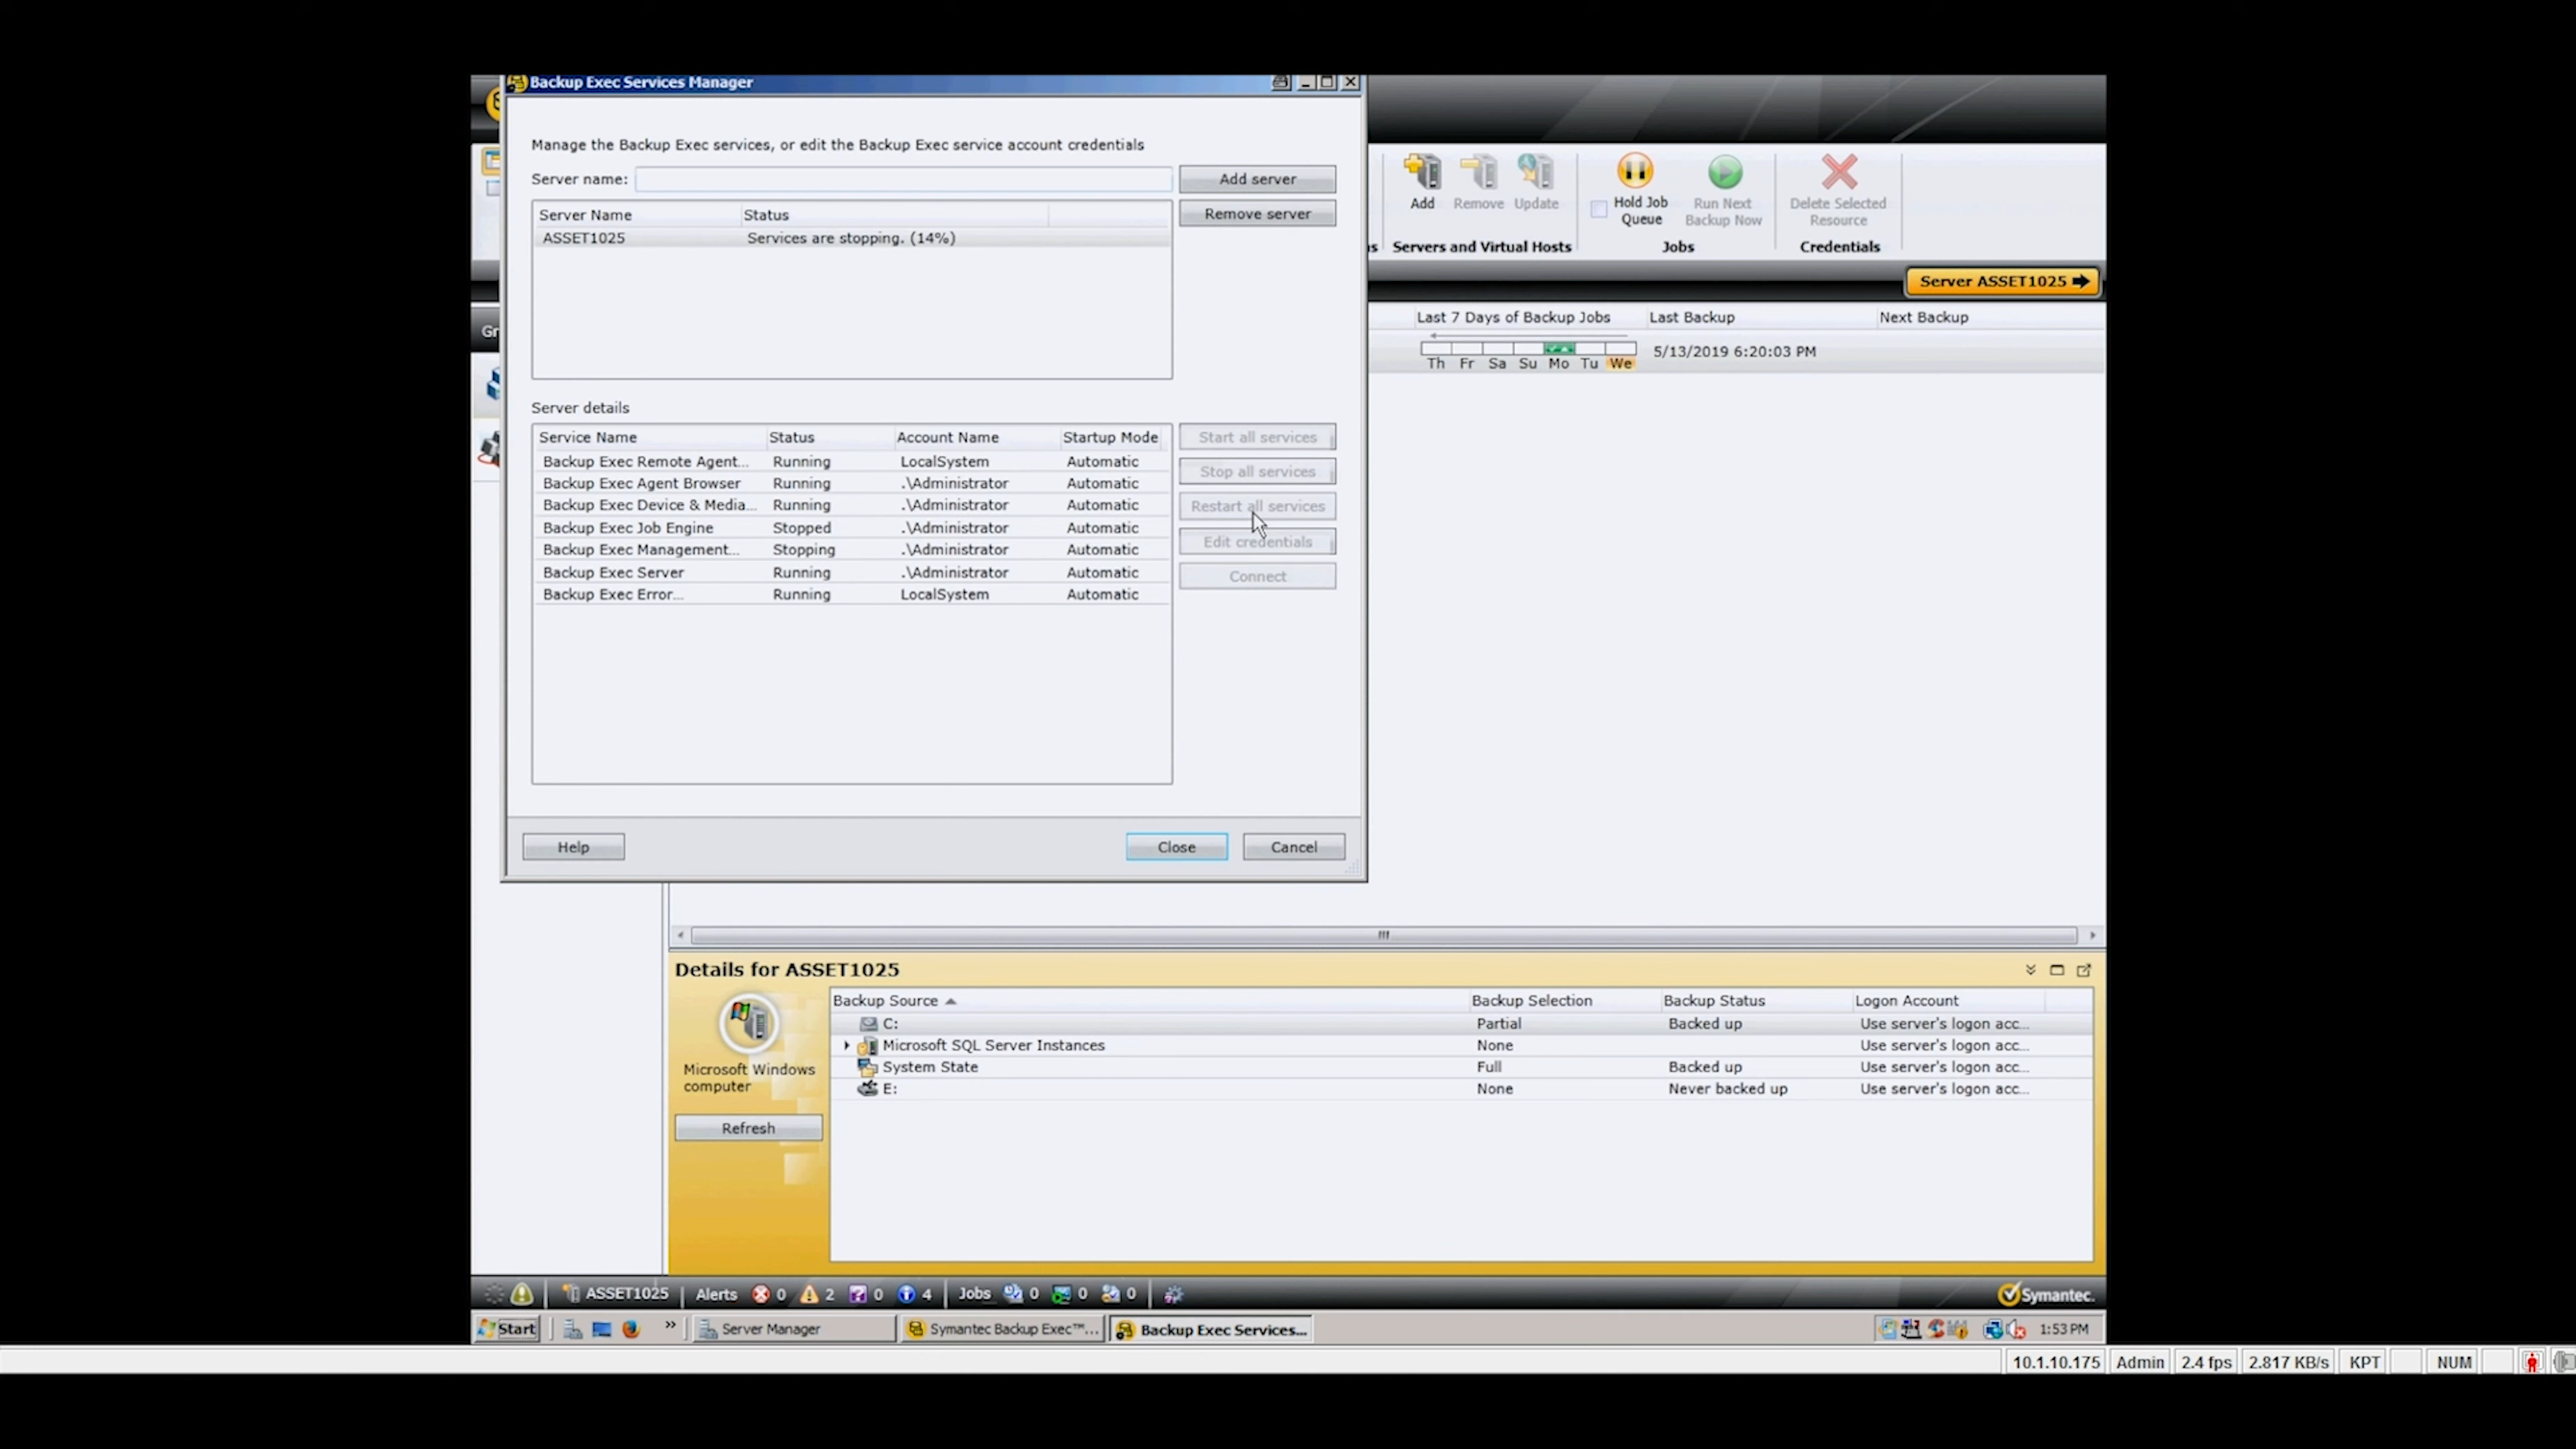 Backup Exec Services Manager
Manage the Backup Exec services, or edit the Backup Exec service account credentials
Server name:
Add server
Server Name Status
Remove server
ASSET1025 Services are stopping. (14%)
Server details
Service Name Status Account Name Startup Mode
Start all services
Backup Exec Remote Agent... Running LocalSystem Automatic
Stop all services
Backup Exec Agent Browser Running .\Administrator Automatic
Backup Exec Device & Media... Running .\Administrator Automatic
Restart all services
Backup Exec Job Engine Stopped .\Administrator Automatic
Edit credentials
Backup Exec Management... Stopping .\Administrator Automatic
Backup Exec Server Running .\Administrator Automatic
Connect
Backup Exec Error... Running LocalSystem Automatic
Help Close Cancel
Add Remove Update
Hold Job Queue
Run Next Backup Now
Delete Selected Resource
Servers and Virtual Hosts Jobs Credentials
Server ASSET1025
Gr
Last 7 Days of Backup Jobs Last Backup Next Backup
5/13/2019 6:20:03 PM
Th Fr Sa Su Mo Tu We
Details for ASSET1025
Backup Source Backup Selection Backup Status Logon Account
C: Partial Backed up Use server's logon acc...
Microsoft SQL Server Instances None Use server's logon acc...
System State Full Backed up Use server's logon acc...
E: None Never backed up Use server's logon acc...
Microsoft Windows
computer
Refresh
ASSET1025 Alerts 0 2 0 4 Jobs 0 0 0 Symantec.
Start » Server Manager Symantec Backup Exec™... Backup Exec Services... 1:53 PM
10.1.10.175 Admin 2.4 fps 2.817 KB/s KPT NUM